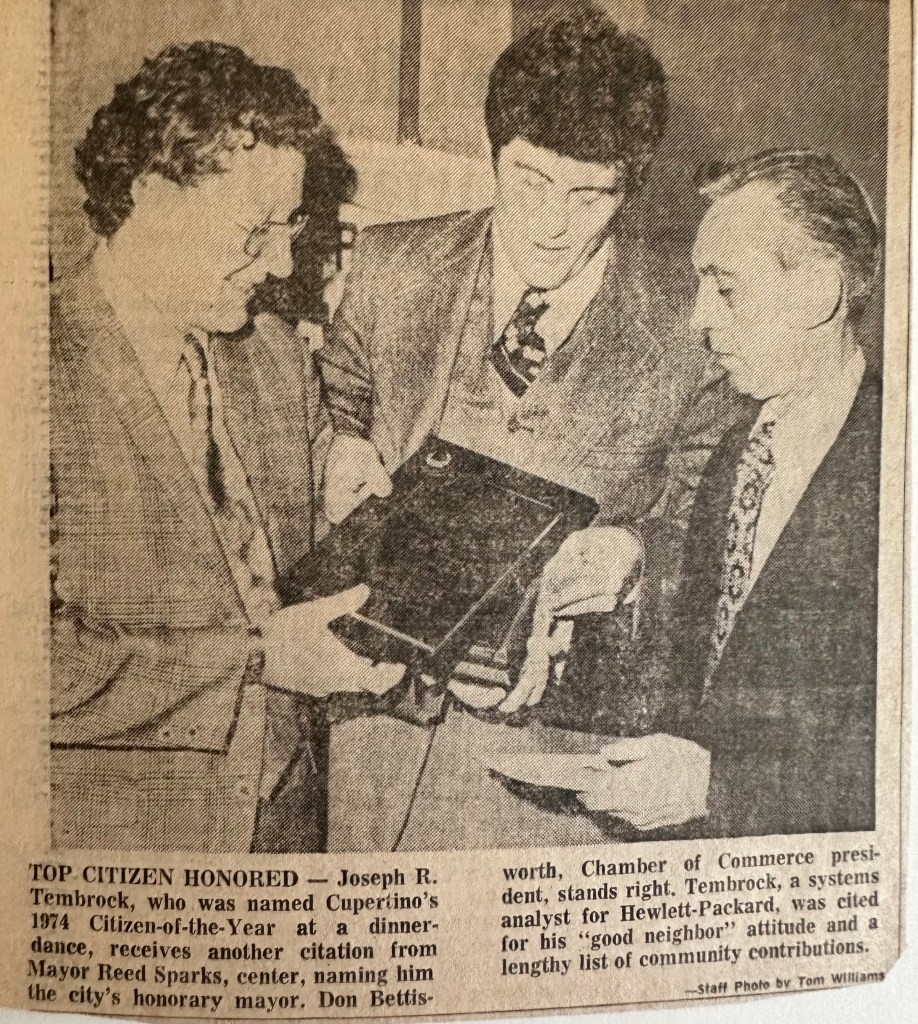 TOP CITIZEN HONORED — Joseph R.
Tembrock, who was named Cupertino's
1974 Citizen-of-the-Year at a dinner-
dance, receives another citation from
Mayor Reed Sparks, center, naming him
the city's honorary mayor. Don Bettis-
worth, Chamber of Commerce presi-
dent, stands right. Tembrock, a systems
analyst for Hewlett-Packard, was cited
for his "good neighbor" attitude and a
lengthy list of community contributions.
—Staff Photo by Tom Williams